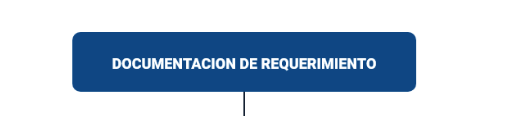 DOCUMENTACION DE REQUERIMIENTO